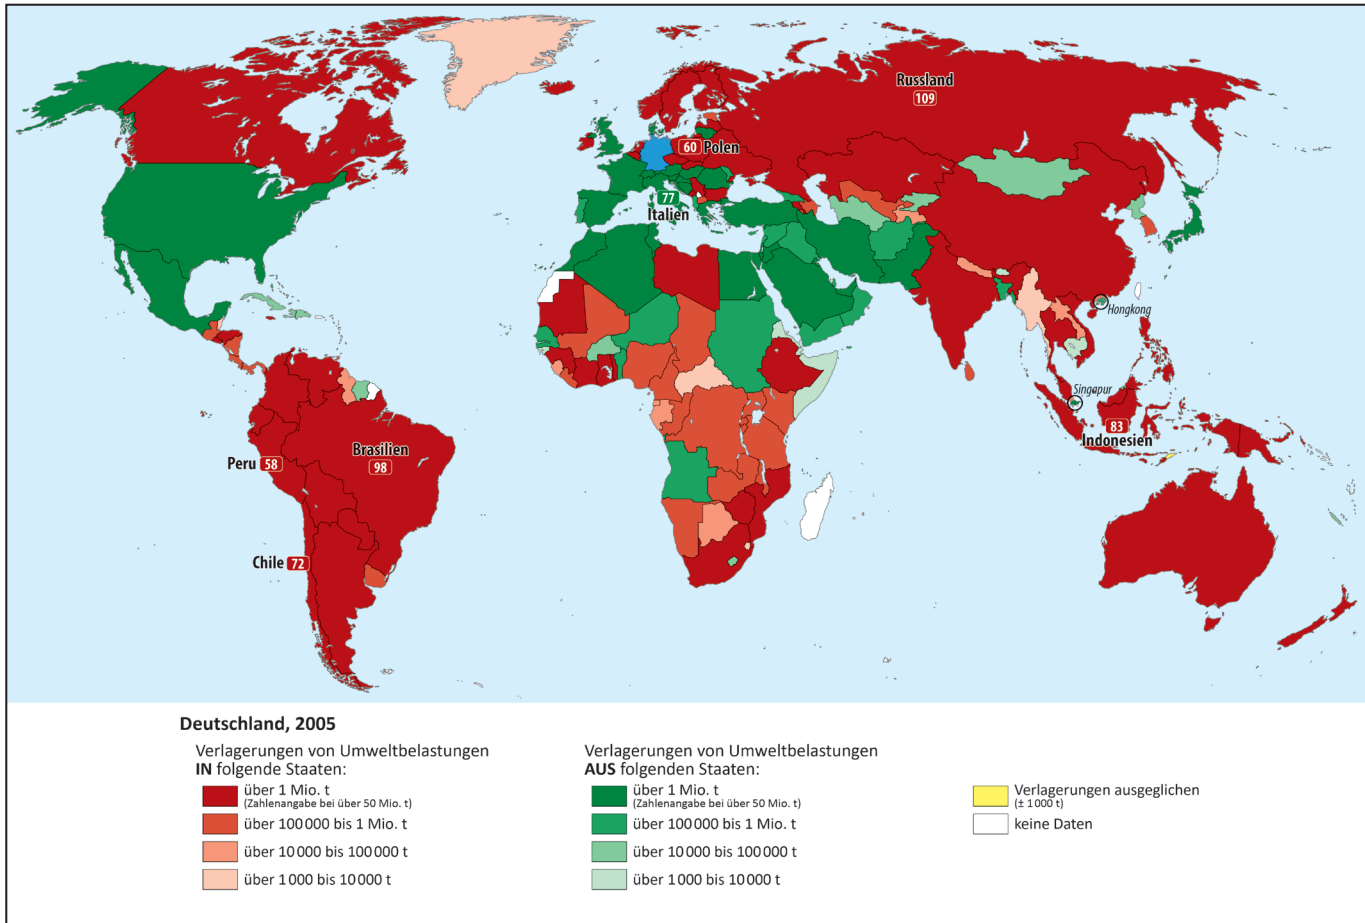 Russland
109
60 Polen
77
Italien
Hongkong
Singapur
83
Indonesien
Peru 58
Brasilien
98
Chile 72
Deutschland, 2005
Verlagerungen von Umweltbelastungen
IN folgende Staaten:
über 1 Mio. t
(Zahlenangabe bei über 50 Mio. t)
über 100 000 bis 1 Mio. t
über 10 000 bis 100 000 t
über 1 000 bis 10 000 t
Verlagerungen von Umweltbelastungen
AUS folgenden Staaten:
über 1 Mio. t
(Zahlenangabe bei über 50 Mio. t)
über 100 000 bis 1 Mio. t
über 10 000 bis 100 000 t
über 1 000 bis 10 000 t
Verlagerungen ausgeglichen
(± 1 000 t)
keine Daten